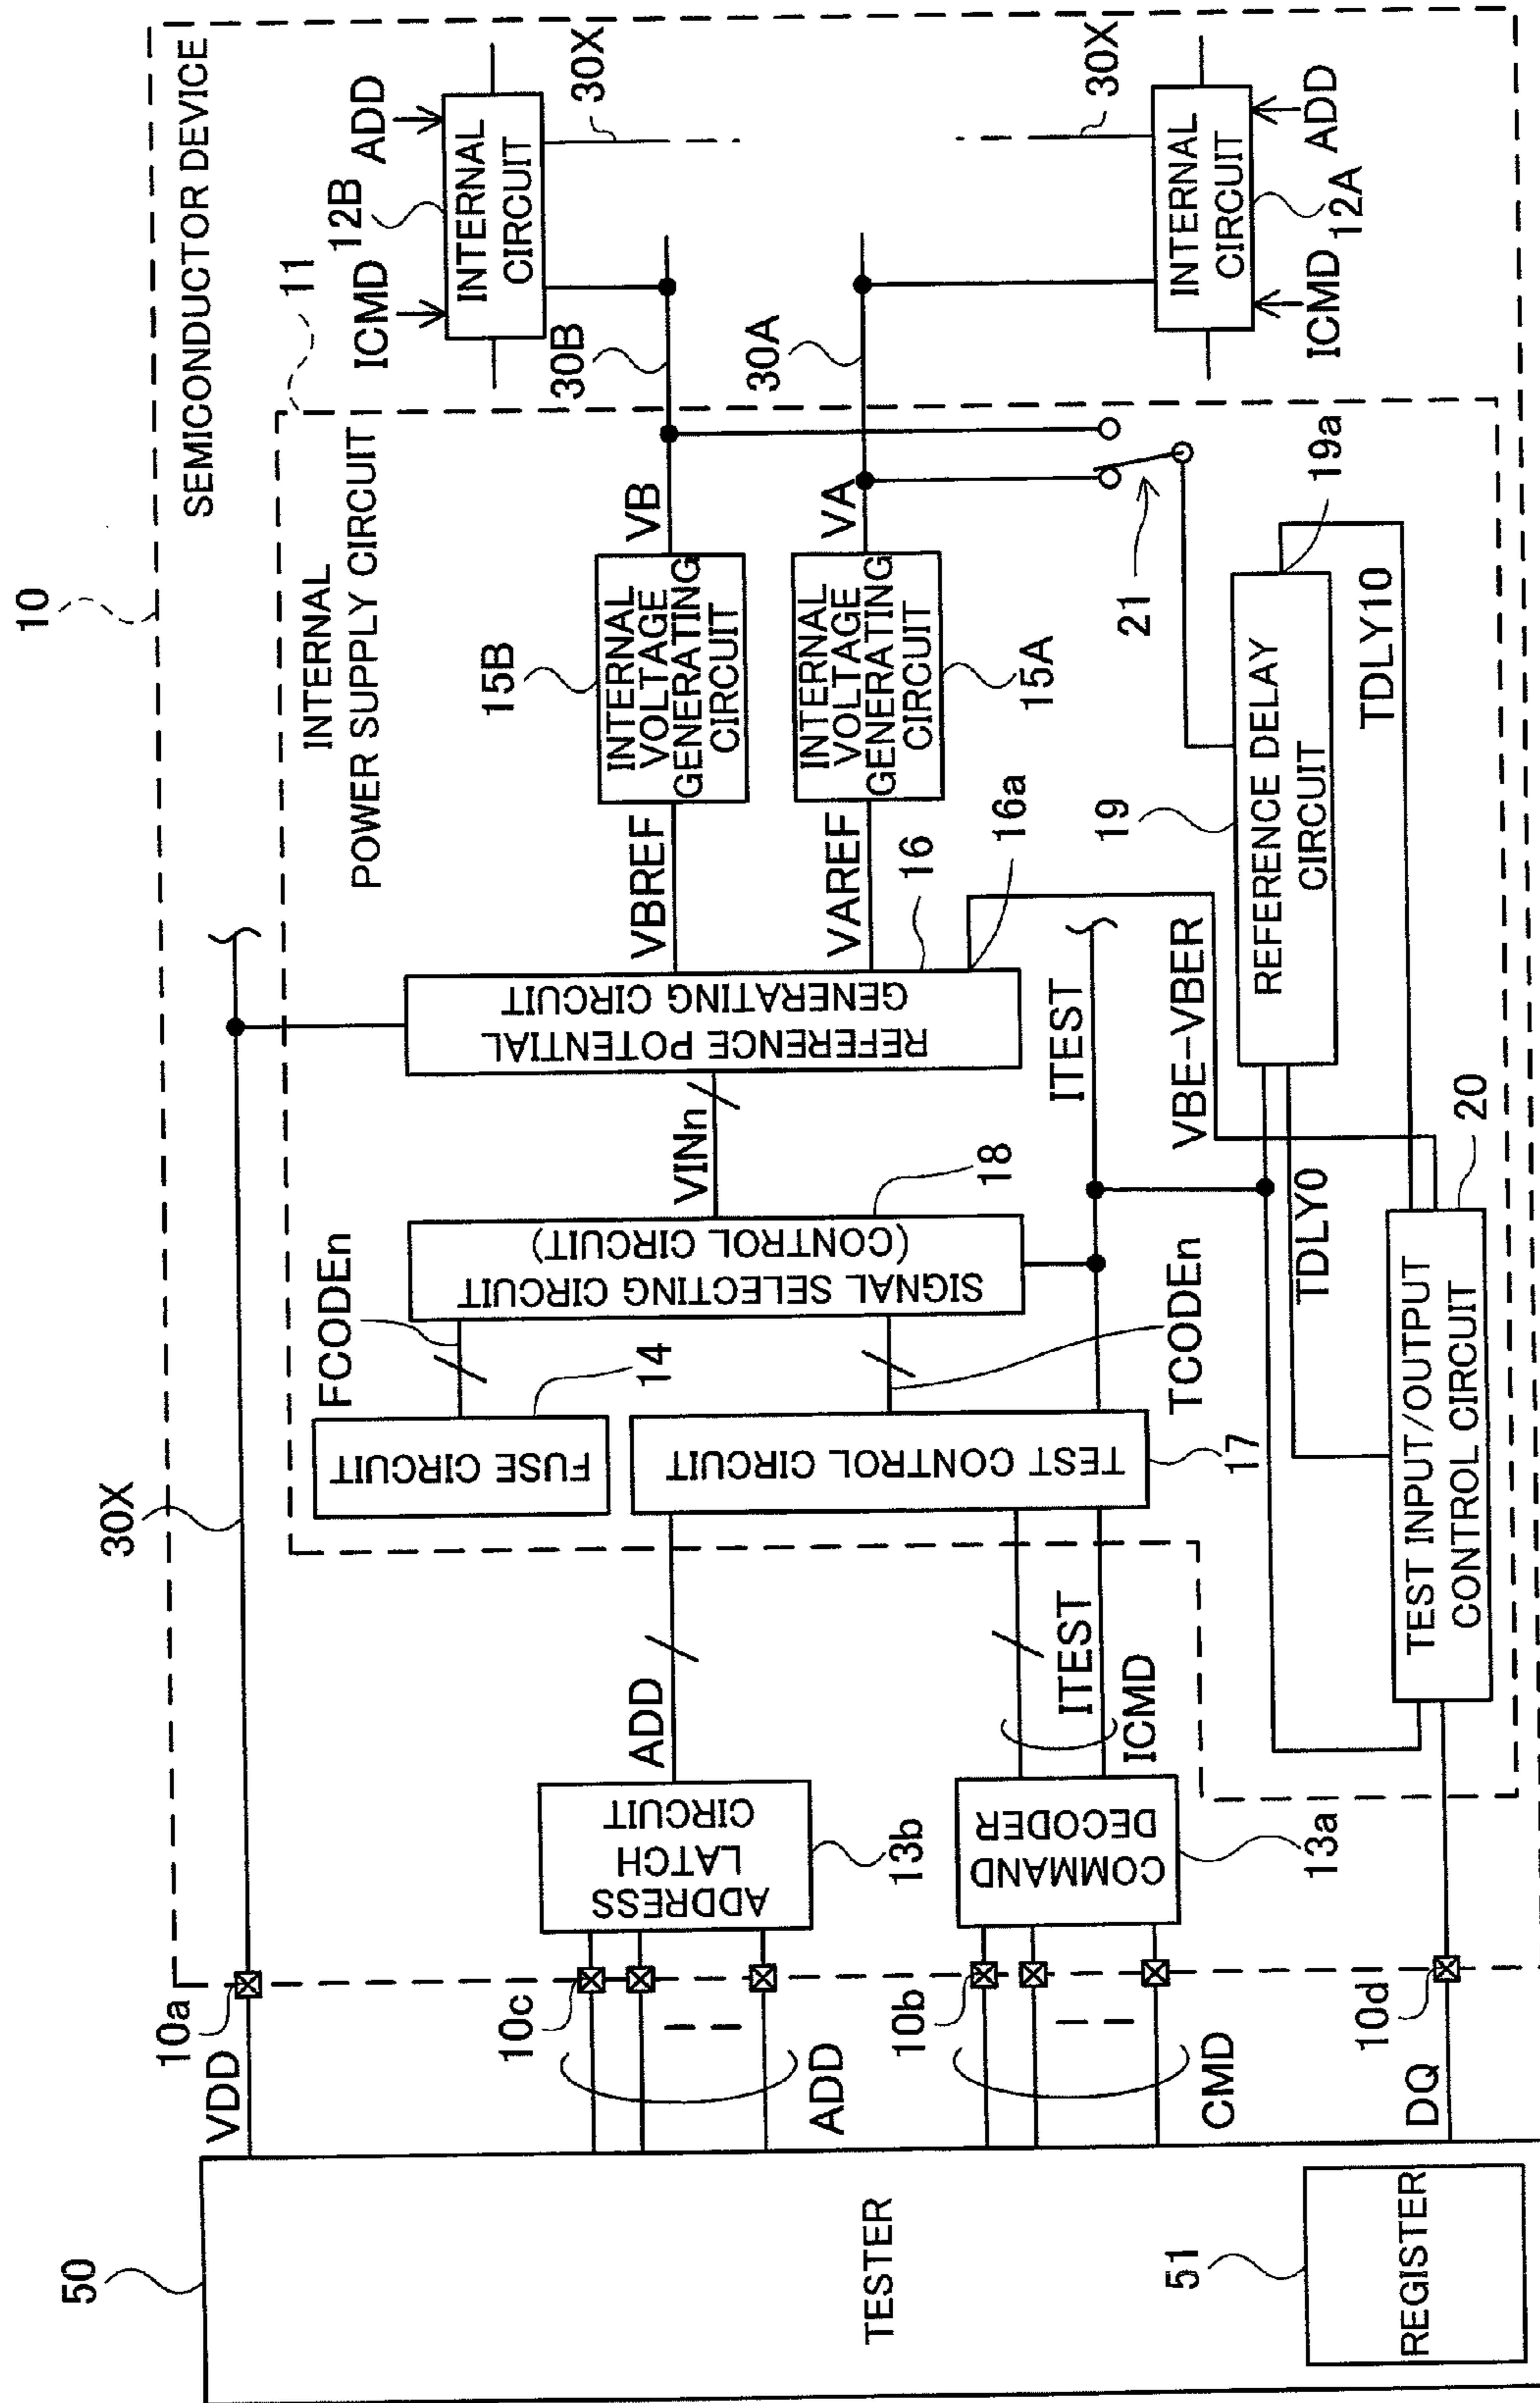 10
SEMICONDUCTOR DEVICE
11
INTERNAL
POWER SUPPLY CIRCUIT
50
TESTER
51
REGISTER
VDD
10a
30X
10c
ADD
10b
CMD
10d
DQ
ADDRESS
LATCH
CIRCUIT
13b
COMMAND
DECODER
13a
ADD
ITEST
ICMD
FUSE CIRCUIT
14
FCODEn
TEST CONTROL CIRCUIT
17
TCODEn
SIGNAL SELECTING CIRCUIT
(CONTROL CIRCUIT)
18
VINn
REFERENCE POTENTIAL
GENERATING CIRCUIT
16
16a
ITEST
VBE-VBER
VBREF
VAREF
INTERNAL
VOLTAGE
GENERATING
CIRCUIT
15B
INTERNAL
VOLTAGE
GENERATING
CIRCUIT
15A
VB
VA
30B
30A
ICMD
12B
ADD
INTERNAL
CIRCUIT
30X
30X
INTERNAL
CIRCUIT
ICMD
12A
ADD
21
19
REFERENCE DELAY
CIRCUIT
19a
TDLY10
TDLY0
TEST INPUT/OUTPUT
CONTROL CIRCUIT
20